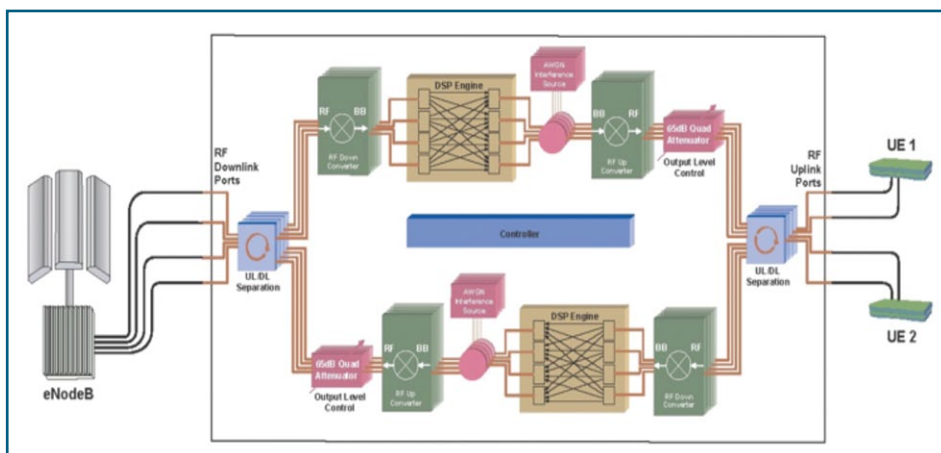 RF
Downlink
Ports
RF
BB
RF Down
Converter
DSP Engine
AWGN
Interference
Source
BB
RF
RF Up
Converter
65dB Quad
Attenuator
Output Level
Control
RF
Uplink
Ports
UE 1
UE 2
UL/DL
Separation
Controller
UL/DL
Separation
eNodeB
65dB Quad
Attenuator
Output Level
Control
RF
BB
RF Up
Converter
AWGN
Interference
Source
DSP Engine
BB
RF
RF Down
Converter